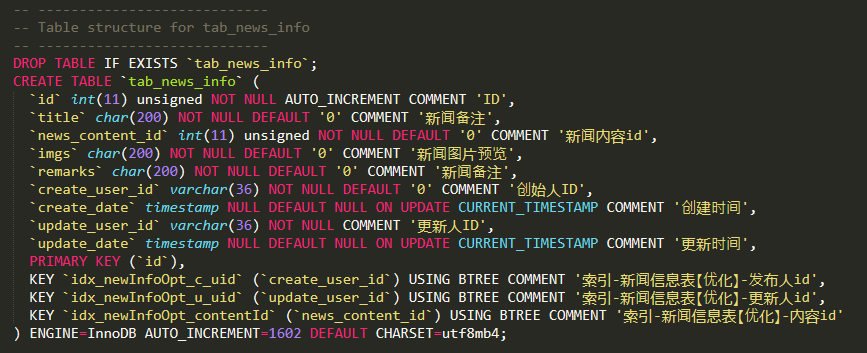 -- ----------------------------
-- Table structure for tab_news_info
-- ----------------------------
DROP TABLE IF EXISTS `tab_news_info`;
CREATE TABLE `tab_news_info` (
  `id` int(11) unsigned NOT NULL AUTO_INCREMENT COMMENT 'ID',
  `title` char(200) NOT NULL DEFAULT '0' COMMENT '新闻备注',
  `news_content_id` int(11) unsigned NOT NULL DEFAULT '0' COMMENT '新闻内容id',
  `imgs` char(200) NOT NULL DEFAULT '0' COMMENT '新闻图片预览',
  `remarks` char(200) NOT NULL DEFAULT '0' COMMENT '新闻备注',
  `create_user_id` varchar(36) NOT NULL DEFAULT '0' COMMENT '创始人ID',
  `create_date` timestamp NULL DEFAULT NULL ON UPDATE CURRENT_TIMESTAMP COMMENT '创建时间',
  `update_user_id` varchar(36) NOT NULL COMMENT '更新人ID',
  `update_date` timestamp NULL DEFAULT NULL ON UPDATE CURRENT_TIMESTAMP COMMENT '更新时间',
  PRIMARY KEY (`id`),
  KEY `idx_newInfoOpt_c_uid` (`create_user_id`) USING BTREE COMMENT '索引-新闻信息表【优化】-发布人id',
  KEY `idx_newInfoOpt_u_uid` (`update_user_id`) USING BTREE COMMENT '索引-新闻信息表【优化】-更新人id',
  KEY `idx_newInfoOpt_contentId` (`news_content_id`) USING BTREE COMMENT '索引-新闻信息表【优化】-内容id'
) ENGINE=InnoDB AUTO_INCREMENT=1602 DEFAULT CHARSET=utf8mb4;